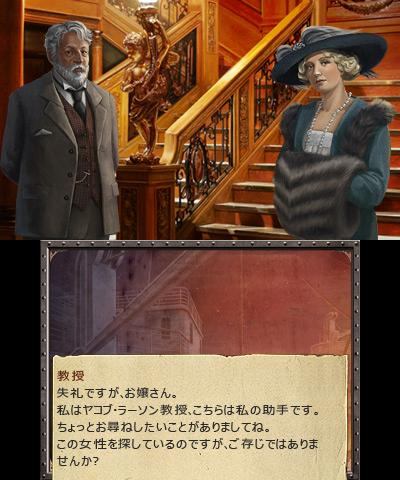 教授
失礼ですが、お嬢さん。
私はヤコブ・ラーソン教授、こちらは私の助手です。
ちょっとお尋ねしたいことがありましてね。
この女性を探しているのですが、ご存じではありま
せんか?